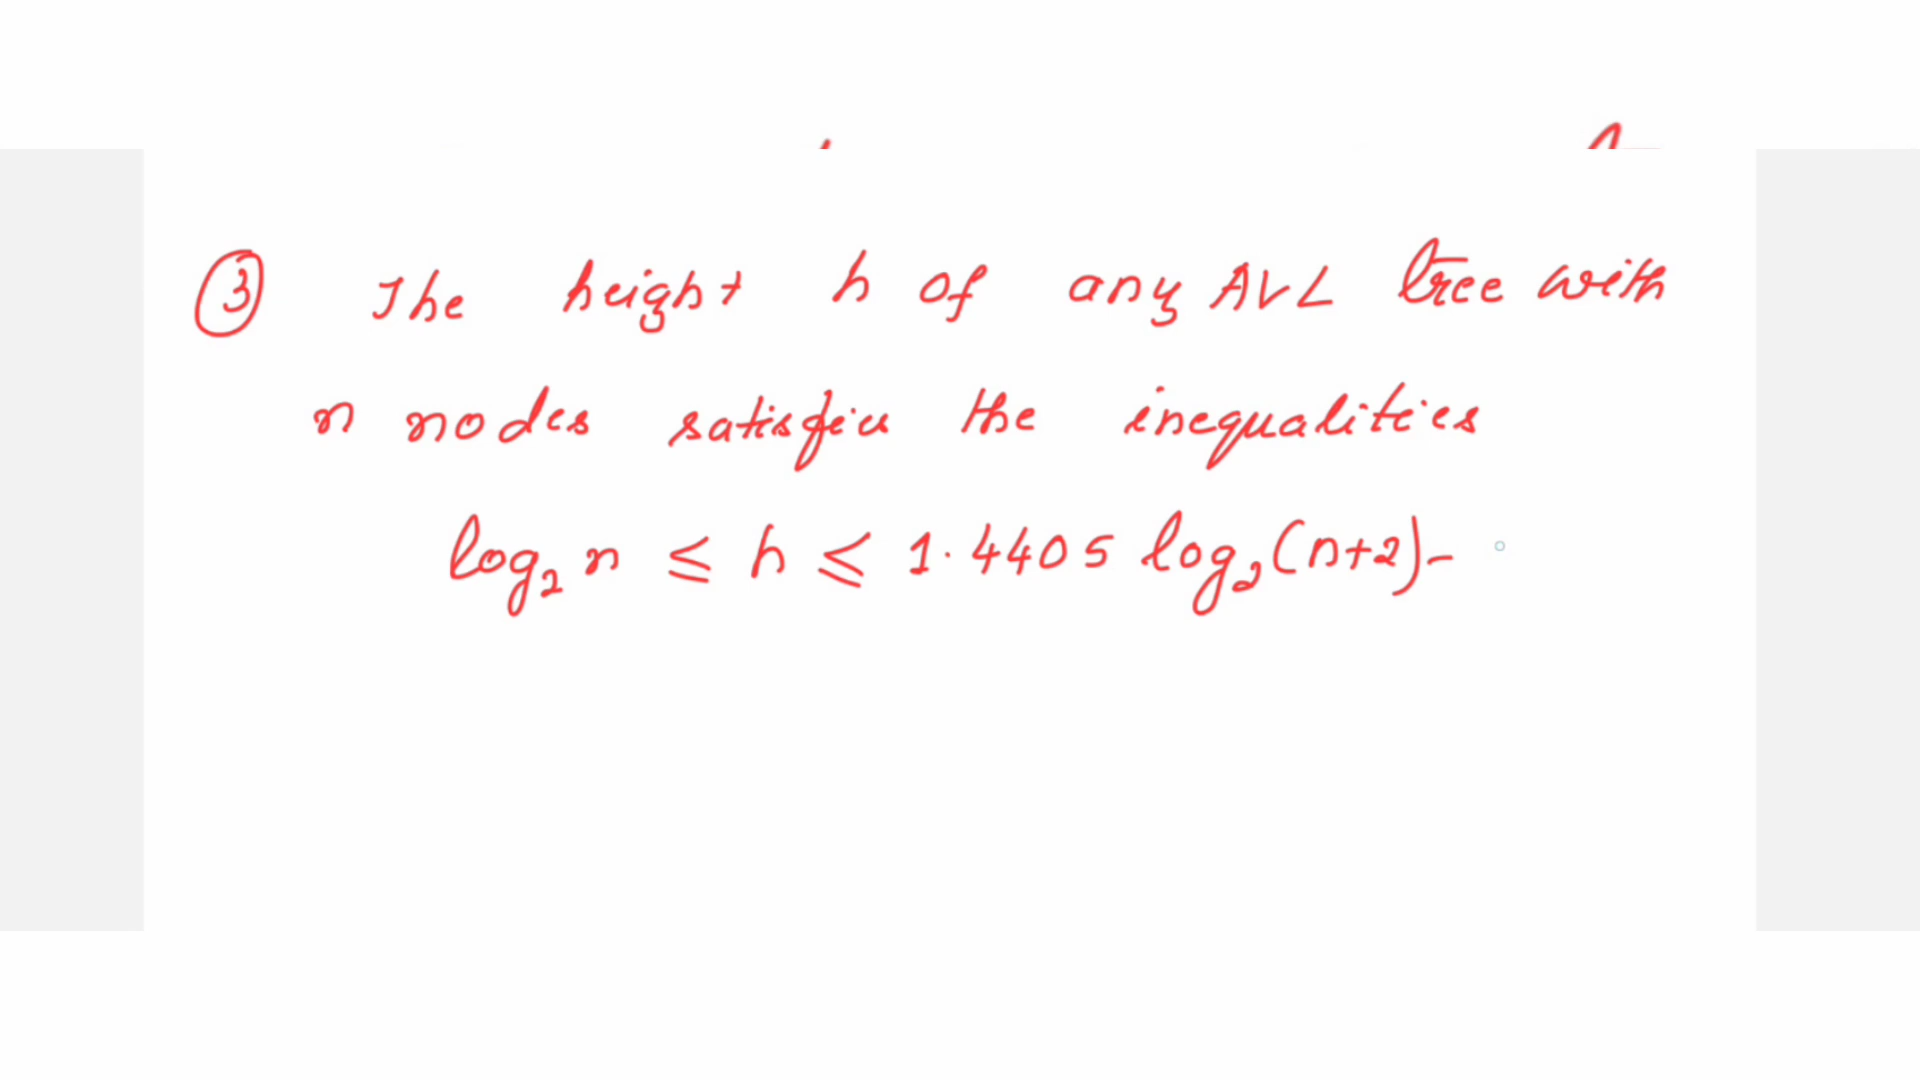 ③ The height h of any AVL tree with
n nodes satisfies the inequalities
log₂ n ≤ h ≤ 1.4405 log₂(n+2) -